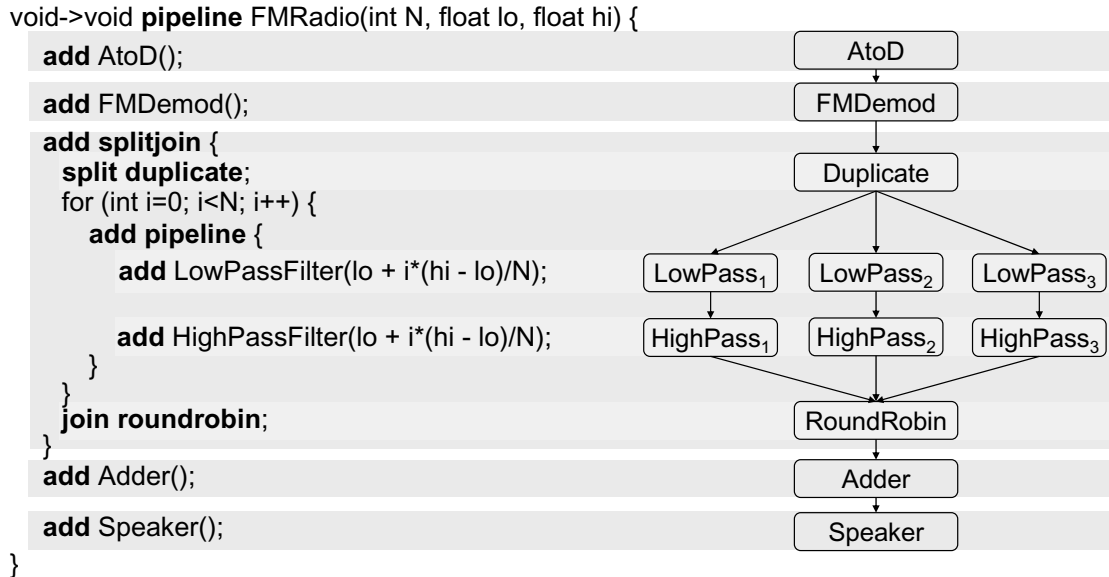 void->void pipeline FMRadio(int N, float lo, float hi) {
add AtoD();
AtoD
add FMDemod();
FMDemod
add splitjoin {
split duplicate;
Duplicate
for (int i=0; i<N; i++) {
add pipeline {
add LowPassFilter(lo + i*(hi - lo)/N);
LowPass₁ LowPass₂ LowPass₃
add HighPassFilter(lo + i*(hi - lo)/N);
HighPass₁ HighPass₂ HighPass₃
}
}
join roundrobin;
RoundRobin
}
add Adder();
Adder
add Speaker();
Speaker
}